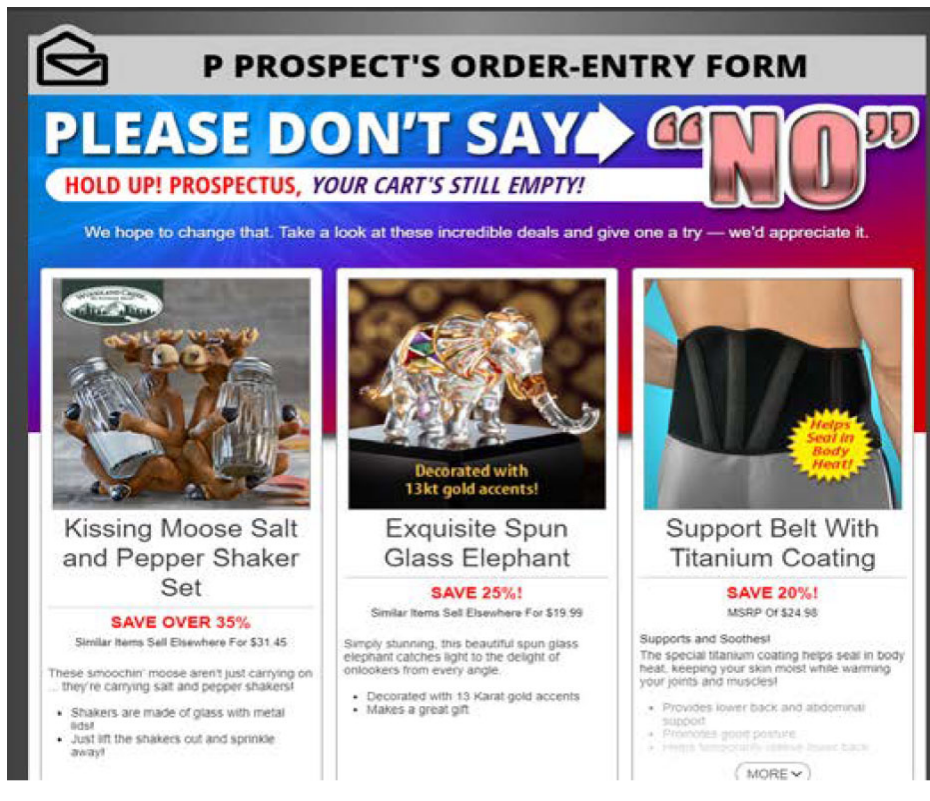 P PROSPECT'S ORDER-ENTRY FORM
PLEASE DON'T SAY “NO”
HOLD UP! PROSPECTUS, YOUR CART'S STILL EMPTY!
We hope to change that. Take a look at these incredible deals and give one a try — we'd appreciate it.
WOODLAND CREEK
Kissing Moose Salt
and Pepper Shaker
Set
SAVE OVER 35%
Similar Items Sell Elsewhere For $31.45
These smoochin' moose aren't just carrying on
... they're carrying salt and pepper shakers!
• Shakers are made of glass with metal
lids!
• Just lift the shakers out and sprinkle
away!
Decorated with
13kt gold accents!
Exquisite Spun
Glass Elephant
SAVE 25%!
Similar Items Sell Elsewhere For $19.99
Simply stunning, this beautiful spun glass
elephant catches light to the delight of
onlookers from every angle.
• Decorated with 13 Karat gold accents
• Makes a great gift
Helps
Seal in
Body
Heat!
Support Belt With
Titanium Coating
SAVE 20%!
MSRP Of $24.98
Supports and Soothes!
The special titanium coating helps seal in body
heat, keeping your skin moist while warming
your joints and muscles!
• Provides lower back and abdominal
support
• Promotes good posture
• Helps temporarily relieve lower back
MORE